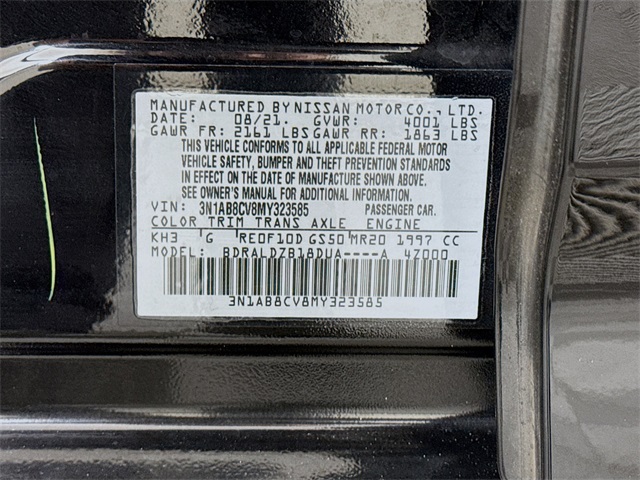 MANUFACTURED BY NISSAN MOTOR CO., LTD.
DATE: 08/21. GVWR: 4001 LBS
GAWR FR: 2161 LBS GAWR RR: 1863 LBS
THIS VEHICLE CONFORMS TO ALL APPLICABLE FEDERAL MOTOR
VEHICLE SAFETY, BUMPER AND THEFT PREVENTION STANDARDS
IN EFFECT ON THE DATE OF MANUFACTURE SHOWN ABOVE.
SEE OWNER'S MANUAL FOR ADDITIONAL INFORMATION.
VIN: 3N1AB8CV8MY323585 PASSENGER CAR.
COLOR TRIM TRANS AXLE ENGINE
KH3 G RE0F10D GS50 MR20 1997 CC
MODEL: BDRALDZB18DUA----A 4Z000
3N1AB8CV8MY323585